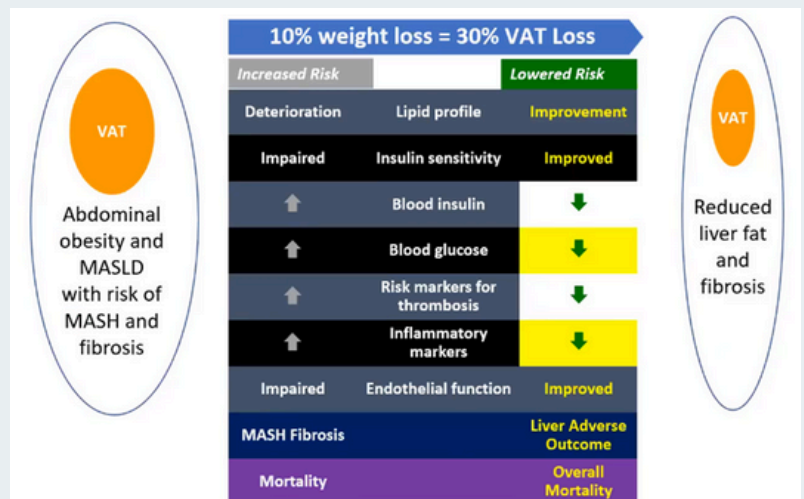 10% weight loss = 30% VAT Loss
Increased Risk
Lowered Risk
VAT
Abdominal
obesity and
MASLD
with risk of
MASH and
fibrosis
Deterioration Lipid profile Improvement
Impaired Insulin sensitivity Improved
Blood insulin
Blood glucose
Risk markers for
thrombosis
Inflammatory
markers
Impaired Endothelial function Improved
MASH Fibrosis
Liver Adverse
Outcome
Mortality
Overall
Mortality
VAT
Reduced
liver fat
and
fibrosis